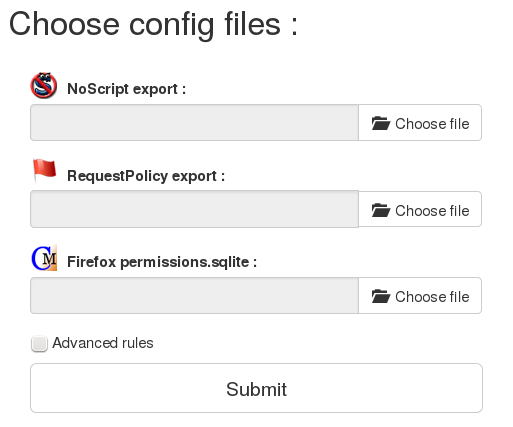 Choose config files :
NoScript export :
Choose file
RequestPolicy export :
Choose file
CM Firefox permissions.sqlite :
Choose file
Advanced rules
Submit